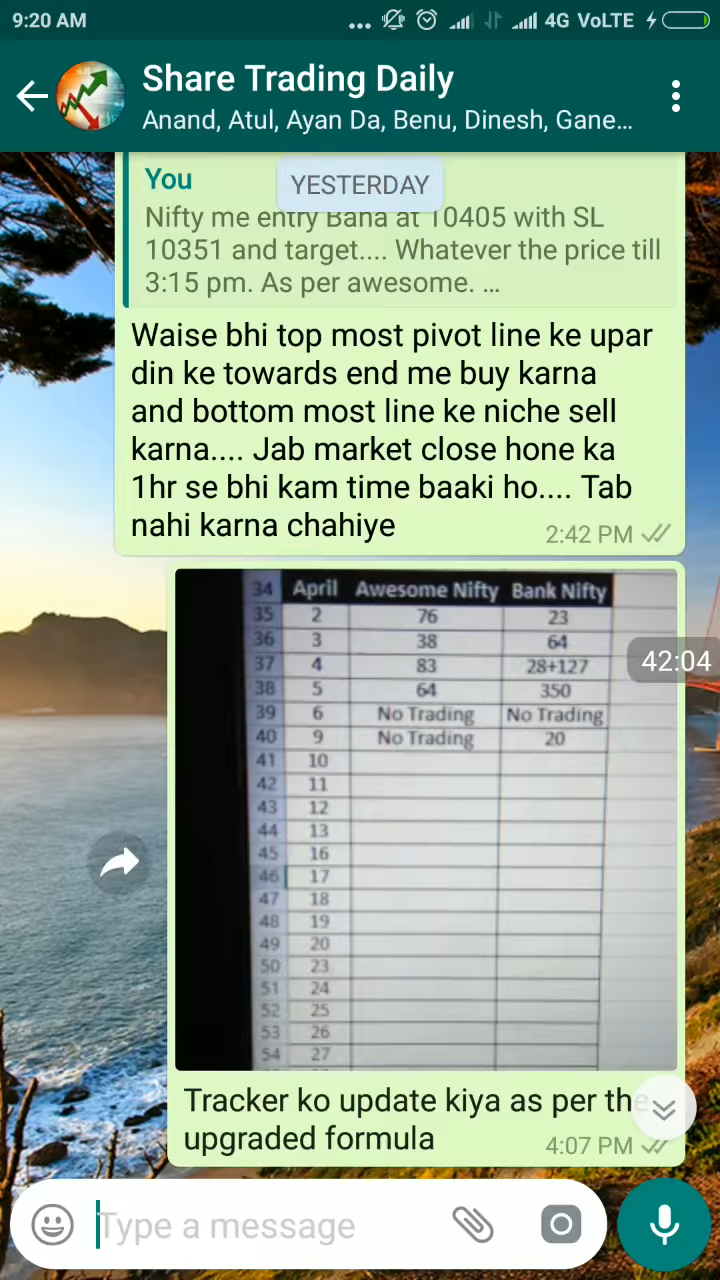 9:20 AM ... 4G VoLTE
Share Trading Daily
Anand, Atul, Ayan Da, Benu, Dinesh, Gane...
YESTERDAY
You
Nifty me entry Bana at 10405 with SL
10351 and target.... Whatever the price till
3:15 pm. As per awesome. ...
Waise bhi top most pivot line ke upar
din ke towards end me buy karna
and bottom most line ke niche sell
karna.... Jab market close hone ka
1hr se bhi kam time baaki ho.... Tab
nahi karna chahiye
2:42 PM
34 April Awesome Nifty Bank Nifty
35 2 76 23
36 3 38 64
37 4 83 28+127
38 5 64 350
39 6 No Trading No Trading
40 9 No Trading 20
41 10
42 11
43 12
44 13
45 16
46 17
47 18
48 19
49 20
50 23
51 24
52 25
53 26
54 27
42:04
Tracker ko update kiya as per the
upgraded formula
4:07 PM
Type a message